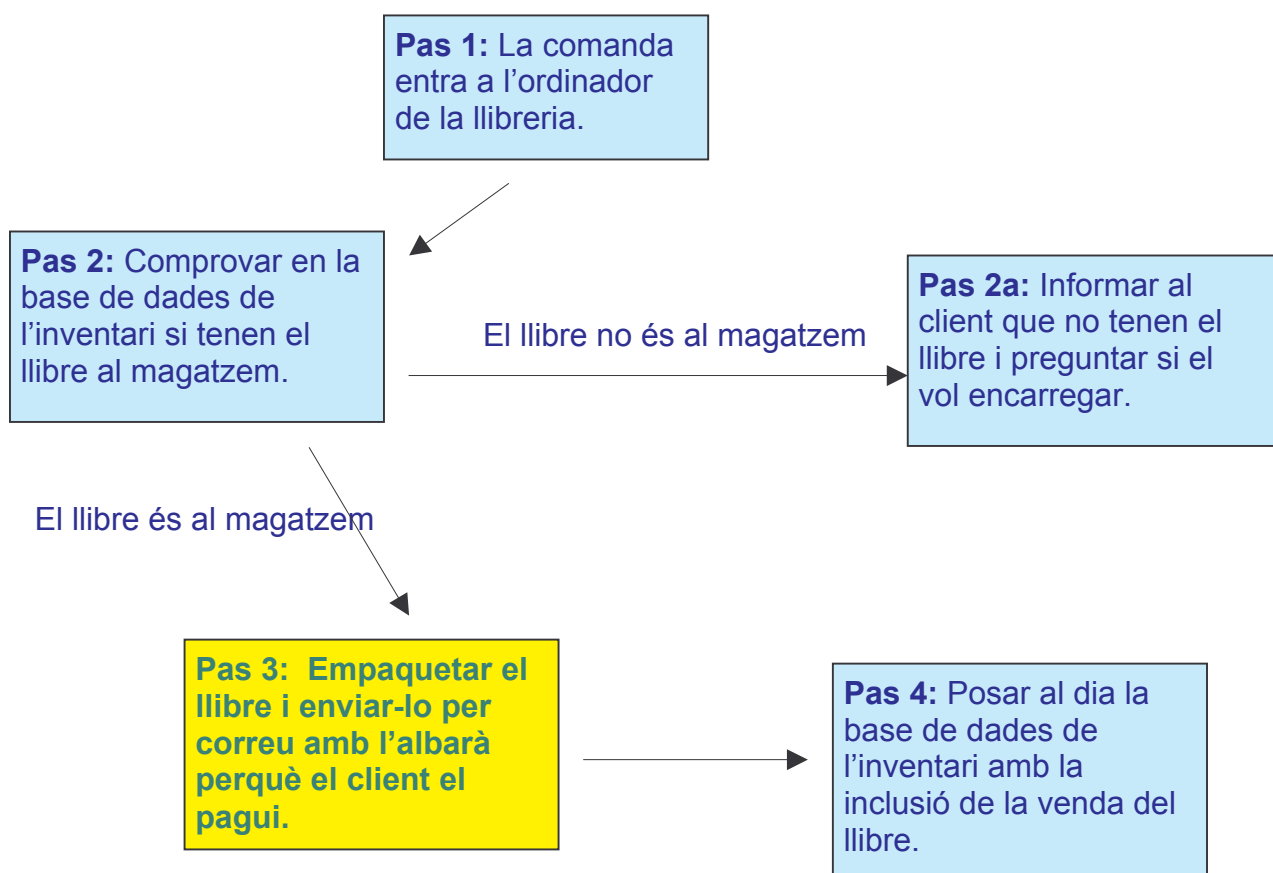 Pas 1: La comanda
entra a l’ordinador
de la llibreria.
Pas 2: Comprovar en la
base de dades de
l’inventari si tenen el
llibre al magatzem.
El llibre no és al magatzem
Pas 2a: Informar al
client que no tenen el
llibre i preguntar si el
vol encarregar.
El llibre és al magatzem
Pas 3:  Empaquetar el
llibre i enviar-lo per
correu amb l’albarà
perquè el client el
pagui.
Pas 4: Posar al dia la
base de dades de
l’inventari amb la
inclusió de la venda del
llibre.